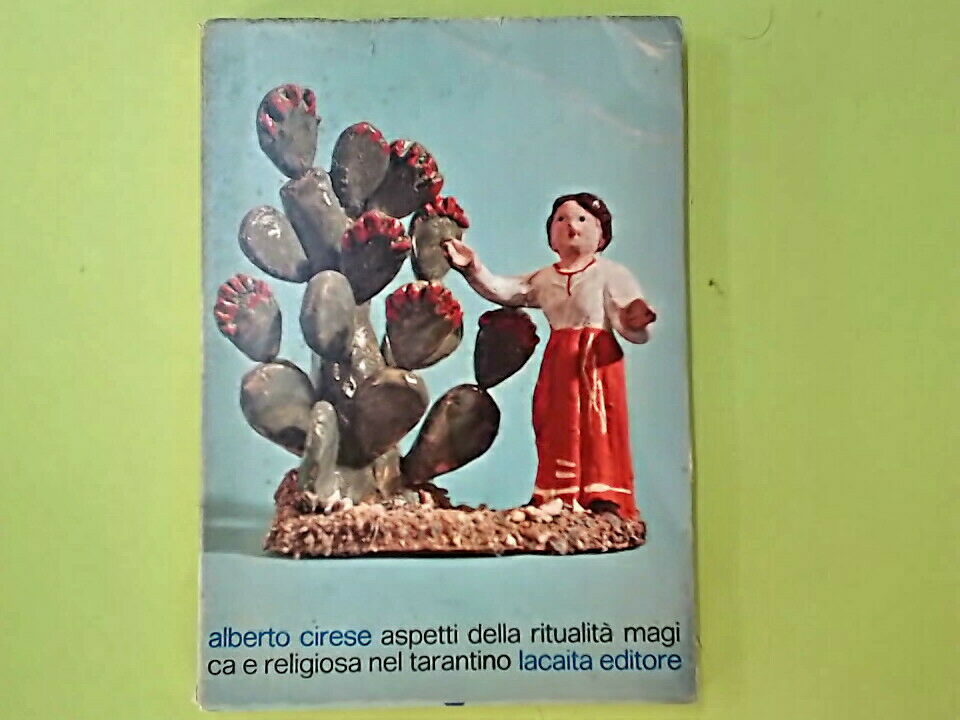 alberto cirese aspetti della ritualità magi
ca e religiosa nel tarantino lacaita editore